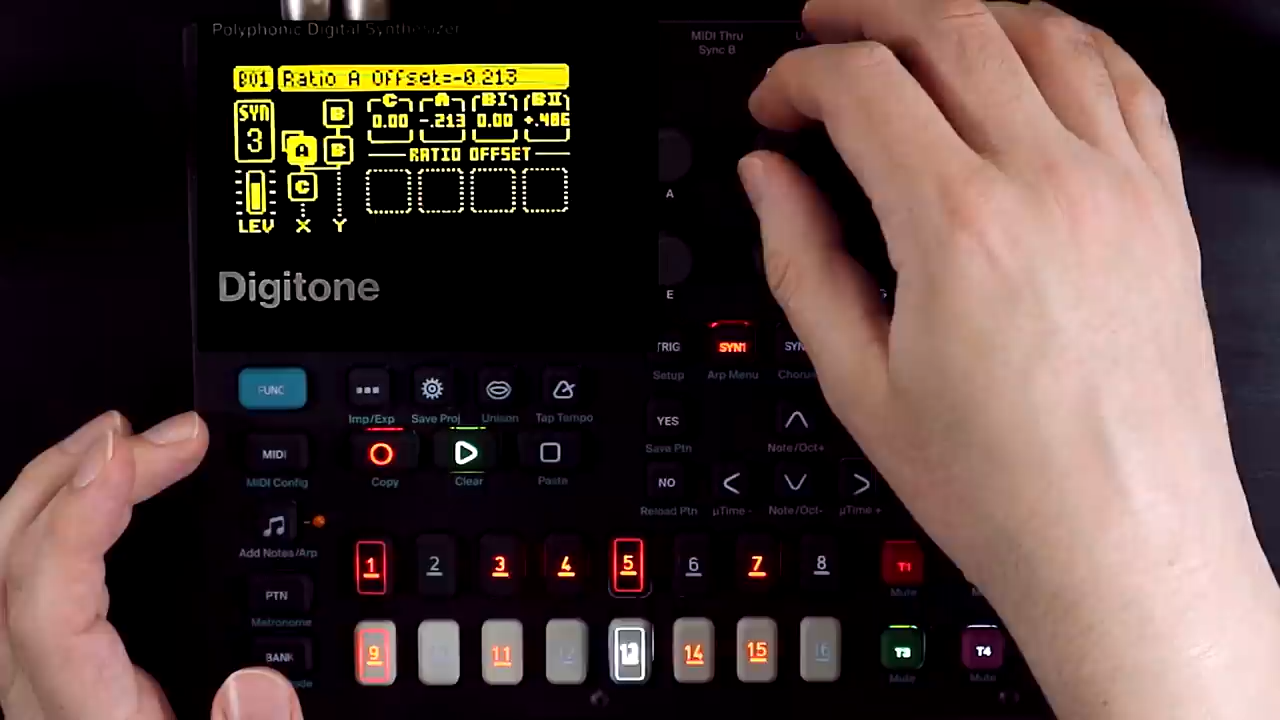 Polyphonic Digital Synthesizer
MIDI Thru
Sync B
B01 Ratio A Offset=-0.213
SYN
3
B
A
B
C
LEV X Y
C A BI BII
0.00 -.213 0.00 +.486
RATIO OFFSET
A
Digitone
E
TRIG SYN1
Setup Arp Menu
FUNC
Imp/Exp Save Proj Unison Tap Tempo
YES
Save Ptn Note/Oct+
MIDI
MIDI Config Copy Clear Paste
NO
Reload Ptn µTime - Note/Oct- µTime +
Add Notes/Arp
1 2 3 4 5 6 7 8 T1
Mute
PTN
Metronome
BANK
9 11 13 14 15 16 T3 T4
Mute Mute